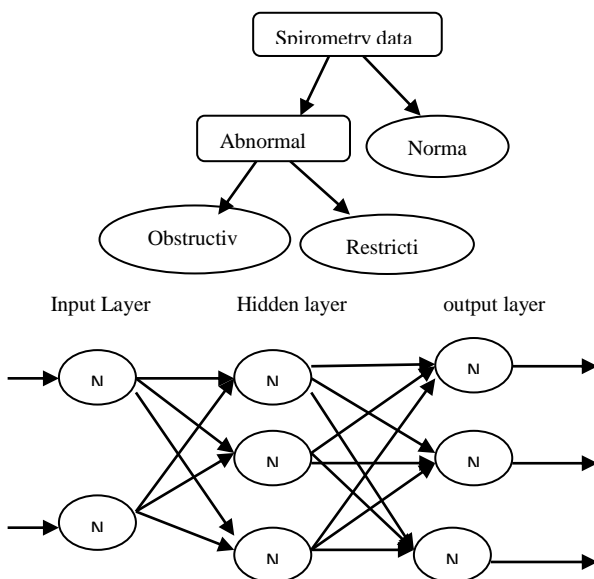 Spirometry data
Abnormal
Norma
Obstructiv
Restricti
Input Layer Hidden layer output layer
N N N
N N
N
N N